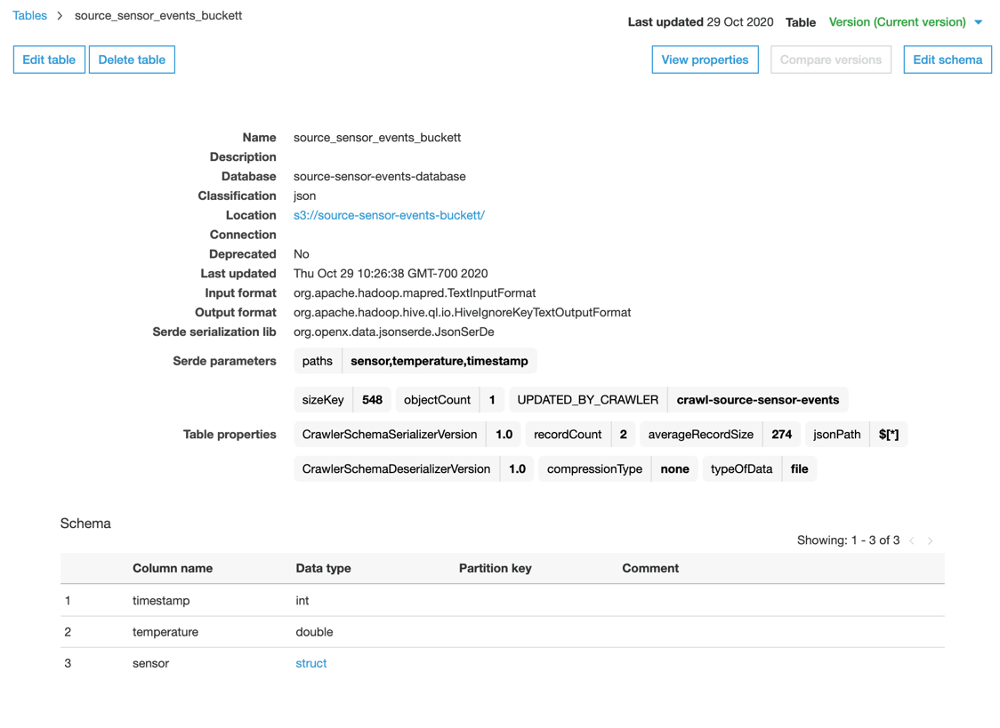 Tables > source_sensor_events_buckett
Last updated 29 Oct 2020 Table Version (Current version)
Edit table Delete table View properties Compare versions Edit schema
Name source_sensor_events_buckett
Description
Database source-sensor-events-database
Classification json
Location s3://source-sensor-events-buckett/
Connection
Deprecated No
Last updated Thu Oct 29 10:26:38 GMT-700 2020
Input format org.apache.hadoop.mapred.TextInputFormat
Output format org.apache.hadoop.hive.ql.io.HiveIgnoreKeyTextOutputFormat
Serde serialization lib org.openx.data.jsonserde.JsonSerDe
Serde parameters paths sensor,temperature,timestamp
sizeKey 548 objectCount 1 UPDATED_BY_CRAWLER crawl-source-sensor-events
Table properties CrawlerSchemaSerializerVersion 1.0 recordCount 2 averageRecordSize 274 jsonPath $[*]
CrawlerSchemaDeserializerVersion 1.0 compressionType none typeOfData file
Schema
Showing: 1 - 3 of 3 < >
Column name Data type Partition key Comment
1 timestamp int
2 temperature double
3 sensor struct